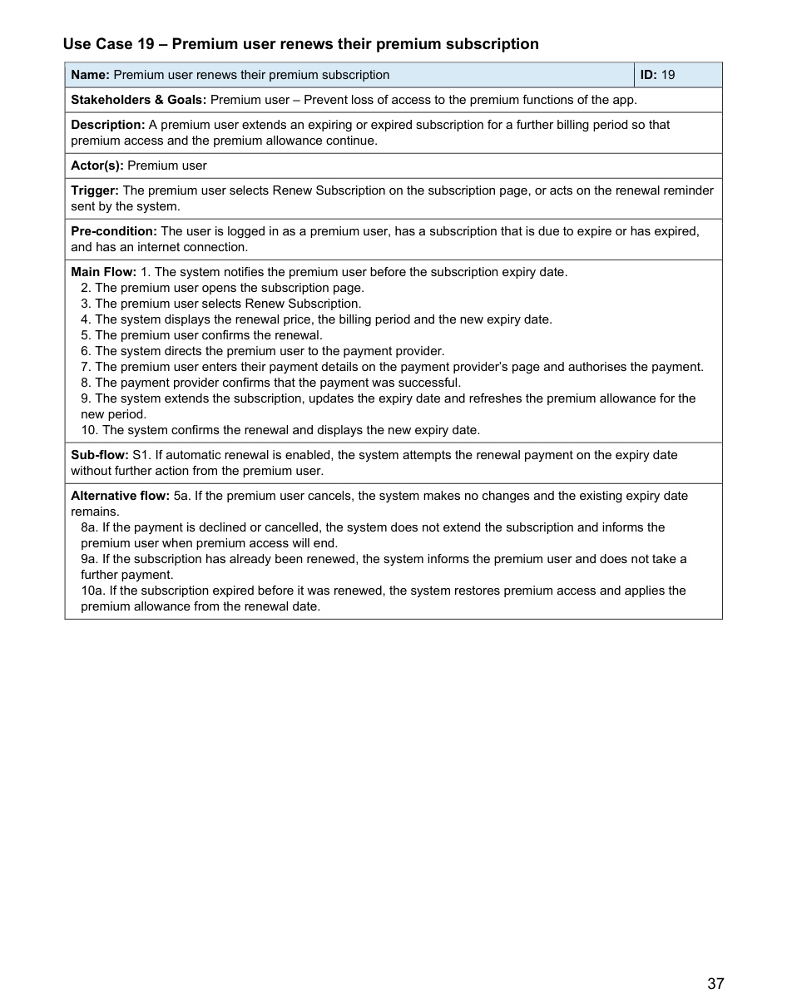 Use Case 19 – Premium user renews their premium subscription
Name: Premium user renews their premium subscription ID: 19
Stakeholders & Goals: Premium user – Prevent loss of access to the premium functions of the app.
Description: A premium user extends an expiring or expired subscription for a further billing period so that
premium access and the premium allowance continue.
Actor(s): Premium user
Trigger: The premium user selects Renew Subscription on the subscription page, or acts on the renewal reminder
sent by the system.
Pre-condition: The user is logged in as a premium user, has a subscription that is due to expire or has expired,
and has an internet connection.
Main Flow: 1. The system notifies the premium user before the subscription expiry date.
2. The premium user opens the subscription page.
3. The premium user selects Renew Subscription.
4. The system displays the renewal price, the billing period and the new expiry date.
5. The premium user confirms the renewal.
6. The system directs the premium user to the payment provider.
7. The premium user enters their payment details on the payment provider’s page and authorises the payment.
8. The payment provider confirms that the payment was successful.
9. The system extends the subscription, updates the expiry date and refreshes the premium allowance for the
new period.
10. The system confirms the renewal and displays the new expiry date.
Sub-flow: S1. If automatic renewal is enabled, the system attempts the renewal payment on the expiry date
without further action from the premium user.
Alternative flow: 5a. If the premium user cancels, the system makes no changes and the existing expiry date
remains.
8a. If the payment is declined or cancelled, the system does not extend the subscription and informs the
premium user when premium access will end.
9a. If the subscription has already been renewed, the system informs the premium user and does not take a
further payment.
10a. If the subscription expired before it was renewed, the system restores premium access and applies the
premium allowance from the renewal date.
37